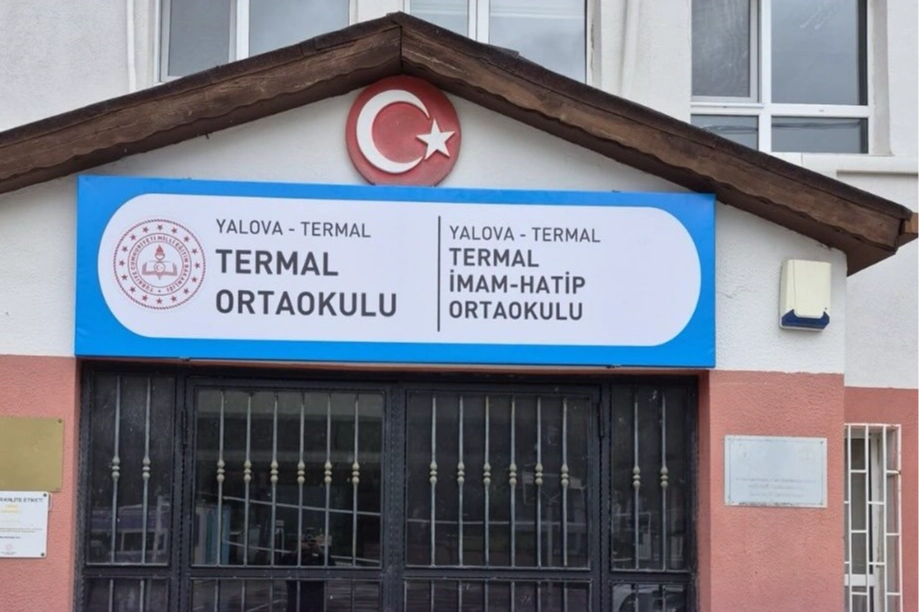 YALOVA - TERMAL
TERMAL
ORTAOKULU
YALOVA - TERMAL
TERMAL
İMAM-HATİP
ORTAOKULU